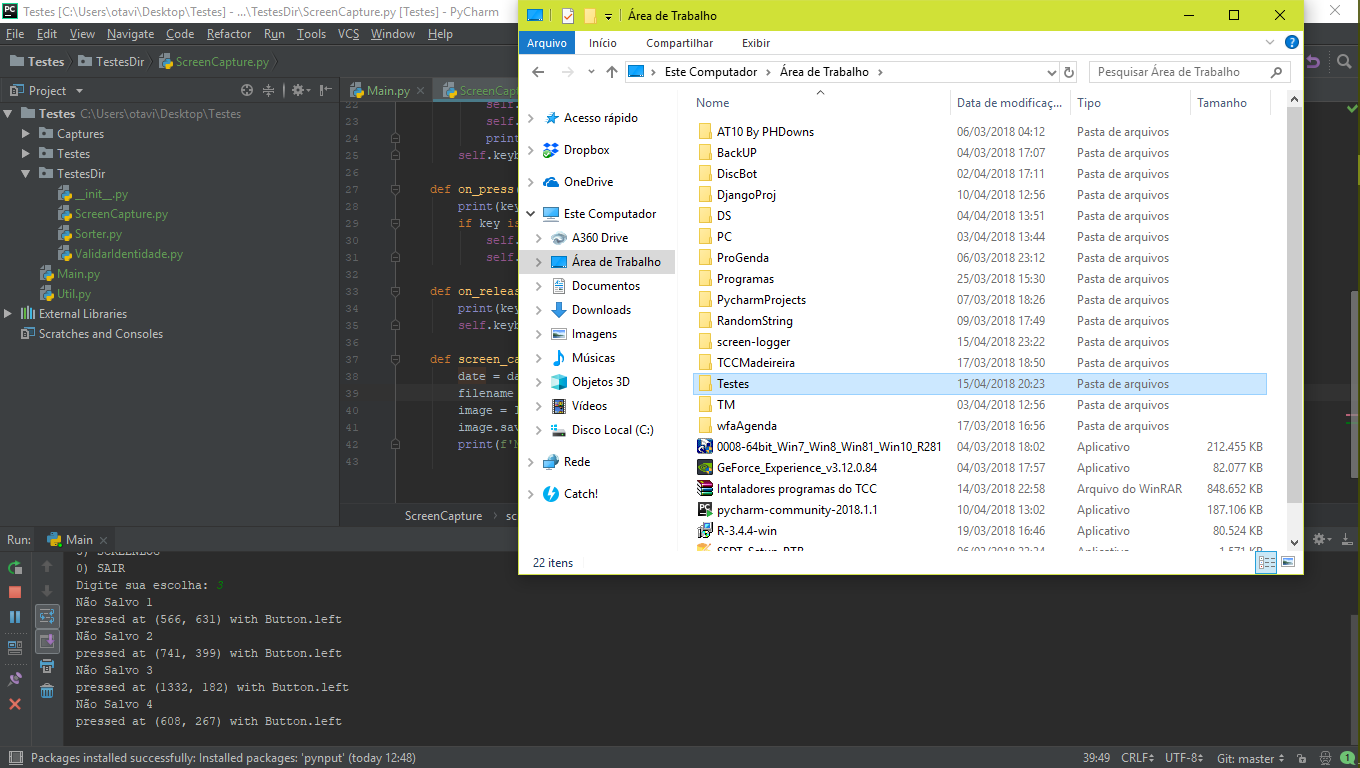 Testes [C:\Users\otavi\Desktop\Testes] - ...\TestesDir\ScreenCapture.py [Testes] - PyCharm
File Edit View Navigate Code Refactor Run Tools VCS Window Help
Testes TestesDir ScreenCapture.py
Project
Testes C:\Users\otavi\Desktop\Testes
Captures
Testes
TestesDir
__init__.py
ScreenCapture.py
Sorter.py
ValidarIdentidade.py
Main.py
Util.py
External Libraries
Scratches and Consoles
Main.py ScreenCap
22 self.
23 self.
24 print
25 self.keyb
26
27 def on_press(
28 print(key
29 if key is
30 self.
31 self.
32
33 def on_releas
34 print(key
35 self.keyb
36
37 def screen_ca
38 date = da
39 filename
40 image =
41 image.sav
42 print(f'
43
ScreenCapture sc
Área de Trabalho
Arquivo Início Compartilhar Exibir
Este Computador Área de Trabalho
Pesquisar Área de Trabalho
Acesso rápido
Dropbox
OneDrive
Este Computador
A360 Drive
Área de Trabalho
Documentos
Downloads
Imagens
Músicas
Objetos 3D
Vídeos
Disco Local (C:)
Rede
Catch!
Nome Data de modificaç... Tipo Tamanho
AT10 By PHDowns 06/03/2018 04:12 Pasta de arquivos
BackUP 04/03/2018 17:07 Pasta de arquivos
DiscBot 02/04/2018 17:11 Pasta de arquivos
DjangoProj 10/04/2018 12:56 Pasta de arquivos
DS 04/04/2018 13:51 Pasta de arquivos
PC 03/04/2018 13:44 Pasta de arquivos
ProGenda 06/03/2018 23:12 Pasta de arquivos
Programas 25/03/2018 15:30 Pasta de arquivos
PycharmProjects 07/03/2018 18:26 Pasta de arquivos
RandomString 09/03/2018 17:49 Pasta de arquivos
screen-logger 15/04/2018 23:22 Pasta de arquivos
TCCMadeireira 17/03/2018 18:50 Pasta de arquivos
Testes 15/04/2018 20:23 Pasta de arquivos
TM 03/04/2018 12:56 Pasta de arquivos
wfaAgenda 17/03/2018 16:56 Pasta de arquivos
0008-64bit_Win7_Win8_Win81_Win10_R281 04/03/2018 18:02 Aplicativo 212.455 KB
GeForce_Experience_v3.12.0.84 04/03/2018 17:57 Aplicativo 82.077 KB
Intaladores programas do TCC 14/03/2018 22:58 Arquivo do WinRAR 848.652 KB
pycharm-community-2018.1.1 10/04/2018 13:02 Aplicativo 187.106 KB
R-3.4.4-win 19/03/2018 16:46 Aplicativo 80.524 KB
SSDT-Setup-PTB 06/03/2018 22:24 Aplicativo 1.571 KB
22 itens
Run: Main
3) SCREENLOG
0) SAIR
Digite sua escolha: 3
Não Salvo 1
pressed at (566, 631) with Button.left
Não Salvo 2
pressed at (741, 399) with Button.left
Não Salvo 3
pressed at (1332, 182) with Button.left
Não Salvo 4
pressed at (608, 267) with Button.left
Packages installed successfully: Installed packages: 'pynput' (today 12:48) 39:49 CRLF UTF-8 Git: master 1